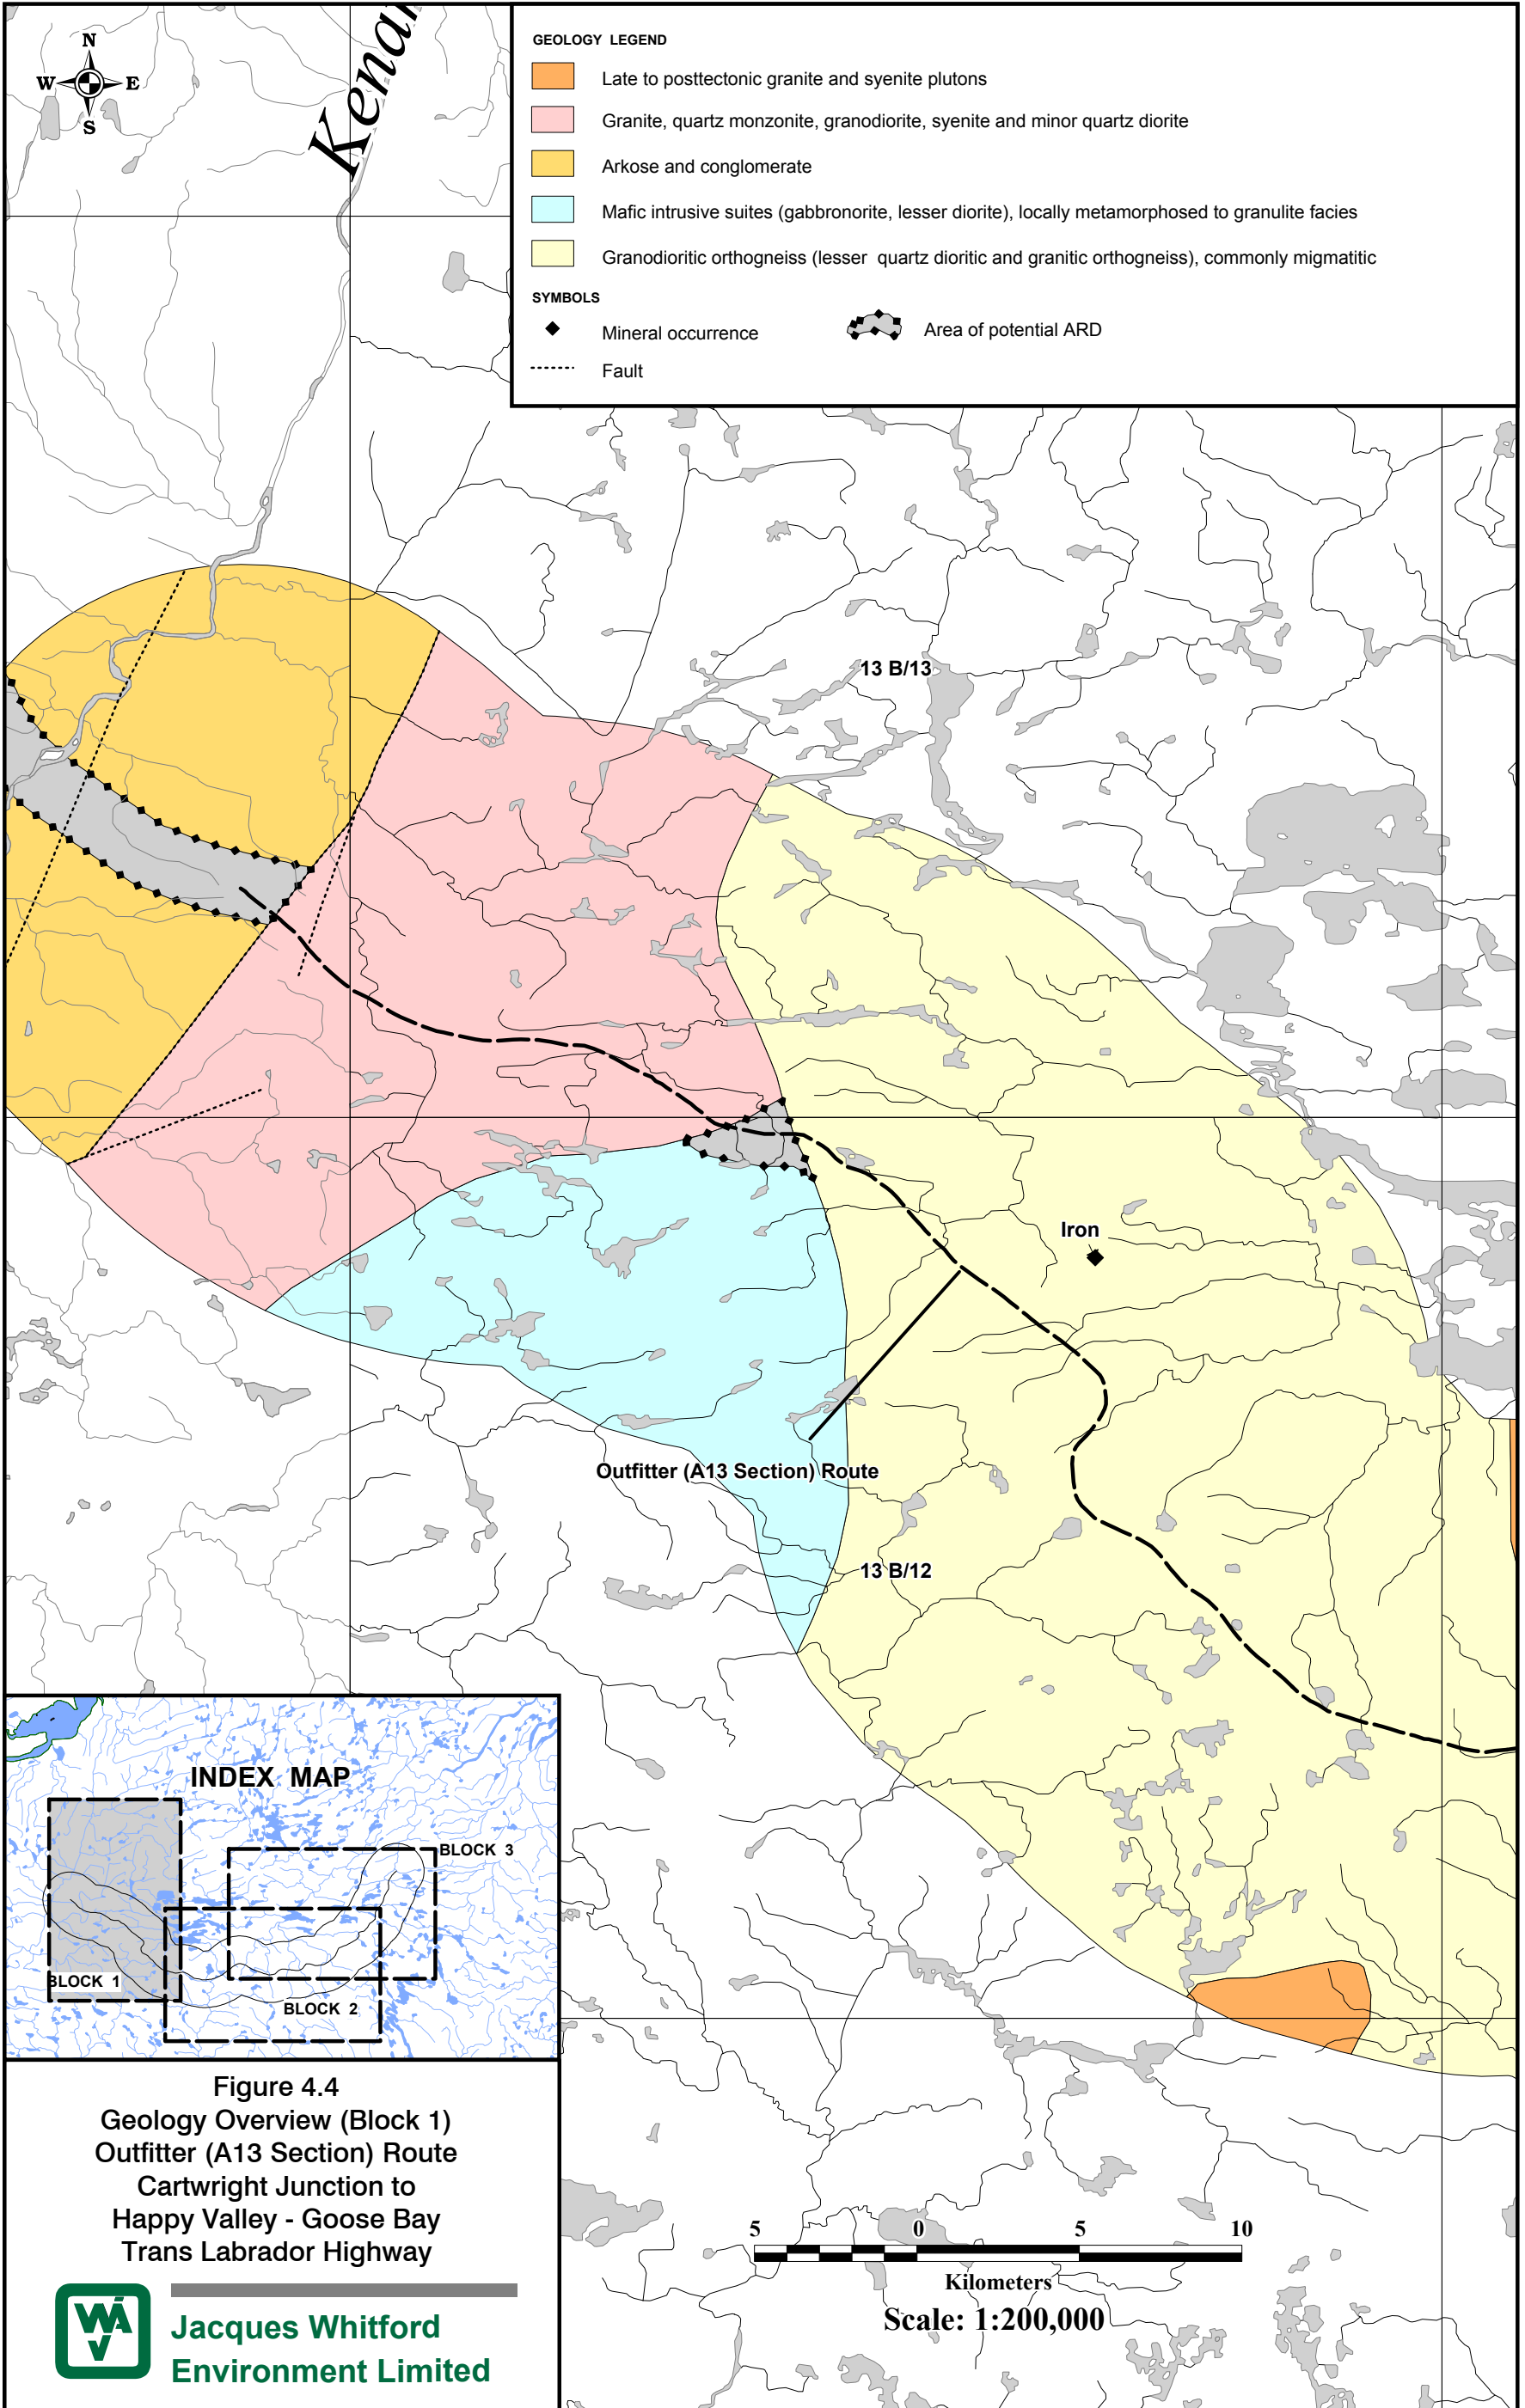 N
W E
S
GEOLOGY LEGEND
Late to posttectonic granite and syenite plutons
Granite, quartz monzonite, granodiorite, syenite and minor quartz diorite
Arkose and conglomerate
Mafic intrusive suites (gabbronorite, lesser diorite), locally metamorphosed to granulite facies
Granodioritic orthogneiss (lesser quartz dioritic and granitic orthogneiss), commonly migmatitic
SYMBOLS
Mineral occurrence
Area of potential ARD
Fault
13 B/13
Iron
Outfitter (A13 Section) Route
13 B/12
INDEX MAP
BLOCK 3
BLOCK 1
BLOCK 2
Figure 4.4
Geology Overview (Block 1)
Outfitter (A13 Section) Route
Cartwright Junction to
Happy Valley - Goose Bay
Trans Labrador Highway
Jacques Whitford
Environment Limited
5 0 5 10
Kilometers
Scale: 1:200,000